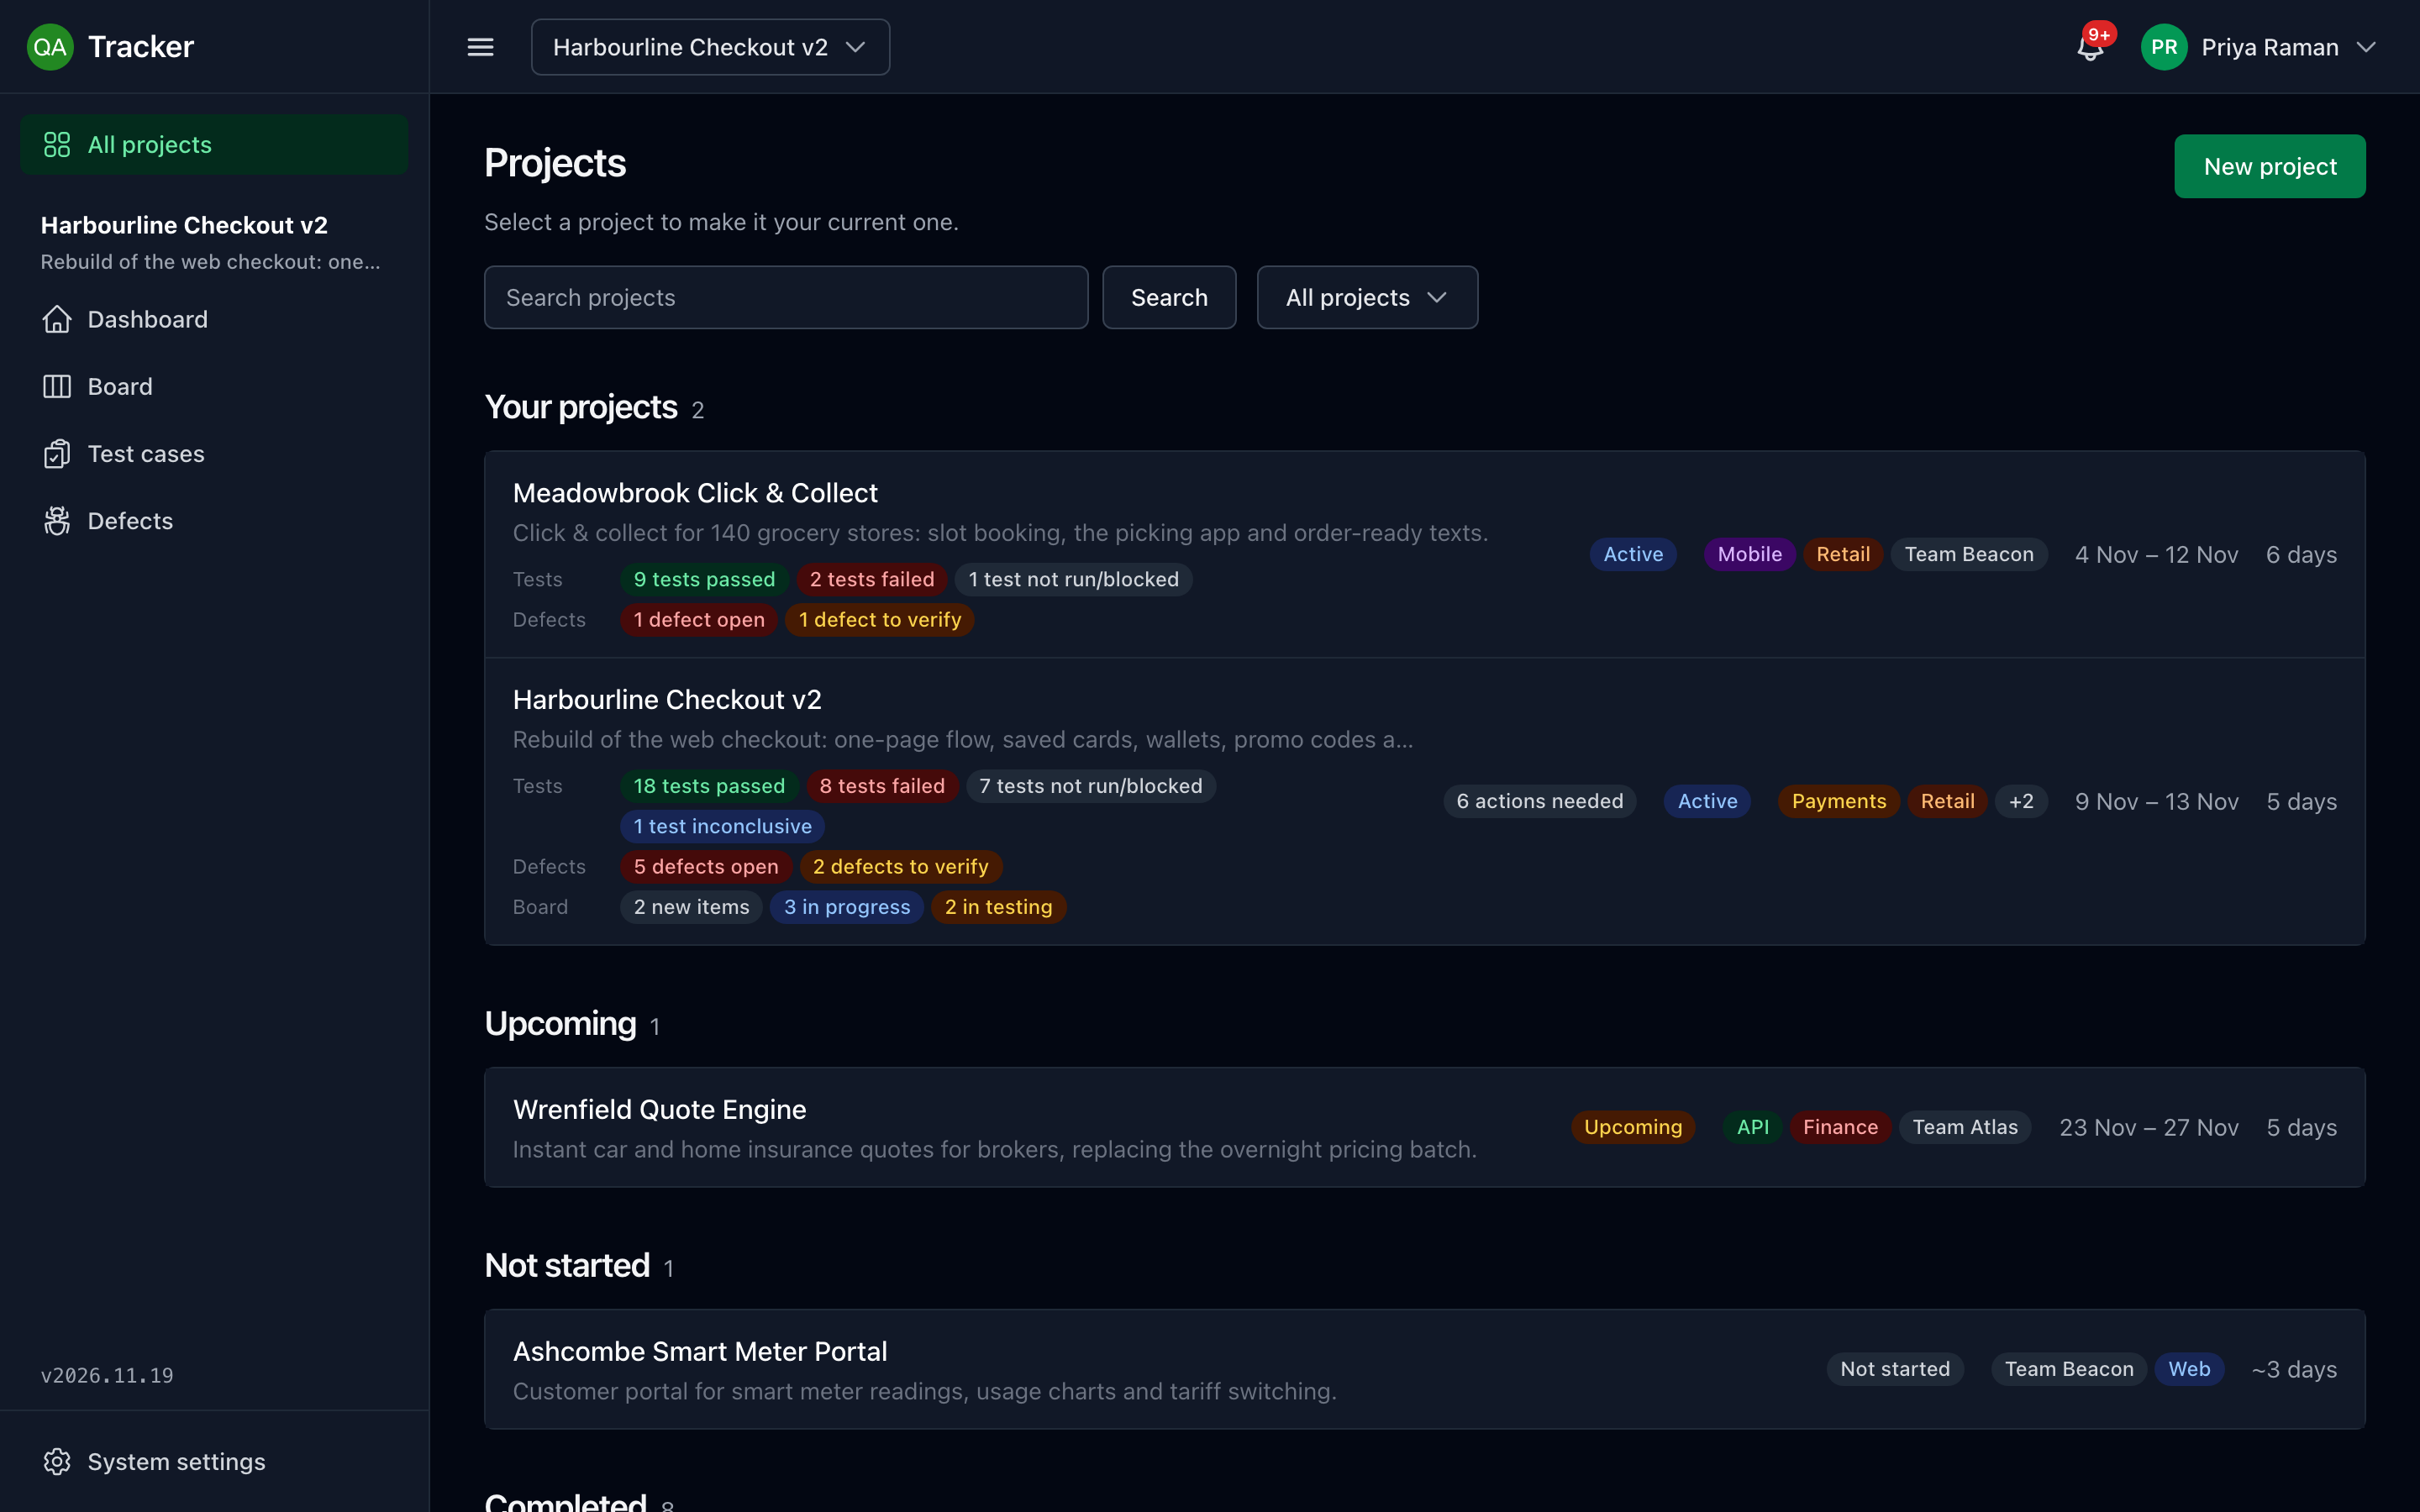 QA Tracker
Harbourline Checkout v2
9+
PR Priya Raman
All projects
Harbourline Checkout v2
Rebuild of the web checkout: one...
Dashboard
Board
Test cases
Defects
v2026.11.19
System settings
Projects
New project
Select a project to make it your current one.
Search projects
Search
All projects
Your projects 2
Meadowbrook Click & Collect
Click & collect for 140 grocery stores: slot booking, the picking app and order-ready texts.
Tests 9 tests passed 2 tests failed 1 test not run/blocked
Defects 1 defect open 1 defect to verify
Active Mobile Retail Team Beacon 4 Nov – 12 Nov 6 days
Harbourline Checkout v2
Rebuild of the web checkout: one-page flow, saved cards, wallets, promo codes a...
Tests 18 tests passed 8 tests failed 7 tests not run/blocked
1 test inconclusive
Defects 5 defects open 2 defects to verify
Board 2 new items 3 in progress 2 in testing
6 actions needed Active Payments Retail +2 9 Nov – 13 Nov 5 days
Upcoming 1
Wrenfield Quote Engine
Instant car and home insurance quotes for brokers, replacing the overnight pricing batch.
Upcoming API Finance Team Atlas 23 Nov – 27 Nov 5 days
Not started 1
Ashcombe Smart Meter Portal
Customer portal for smart meter readings, usage charts and tariff switching.
Not started Team Beacon Web ~3 days
Completed 8